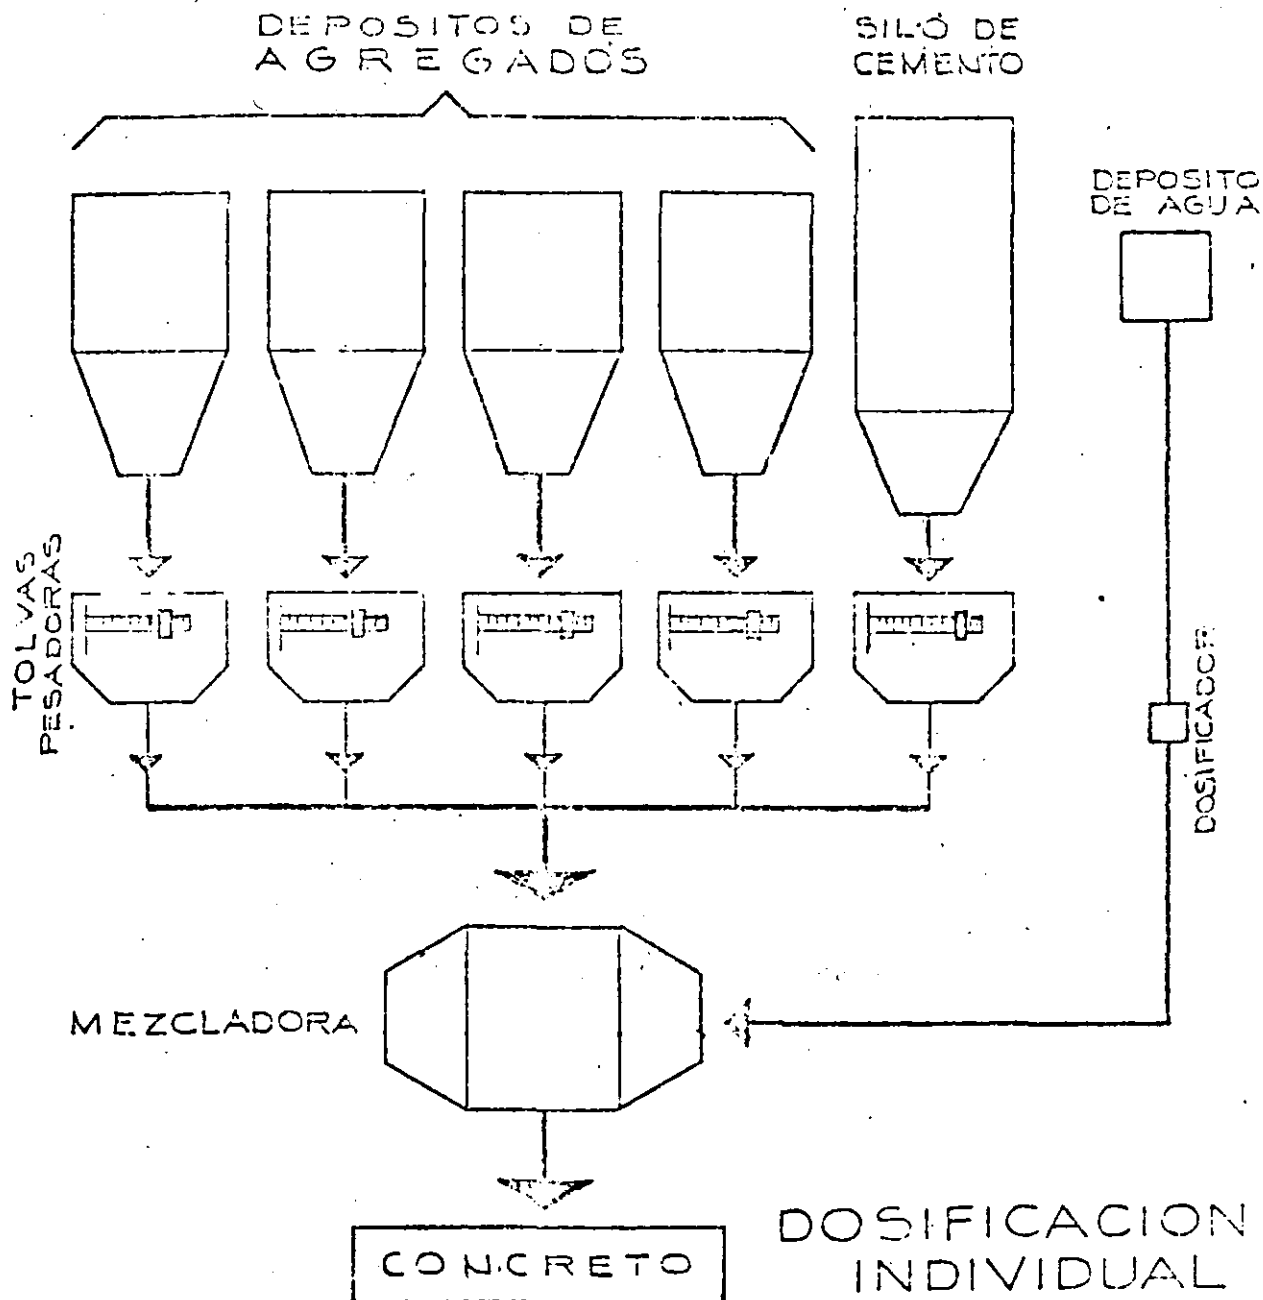 DEPOSITOS DE
AGREGADOS
SILO DE
CEMENTO
DEPOSITO
DE AGUA
TOLVAS
PESADORAS
DOSIFICADOR
MEZCLADORA
CONCRETO
DOSIFICACION
INDIVIDUAL